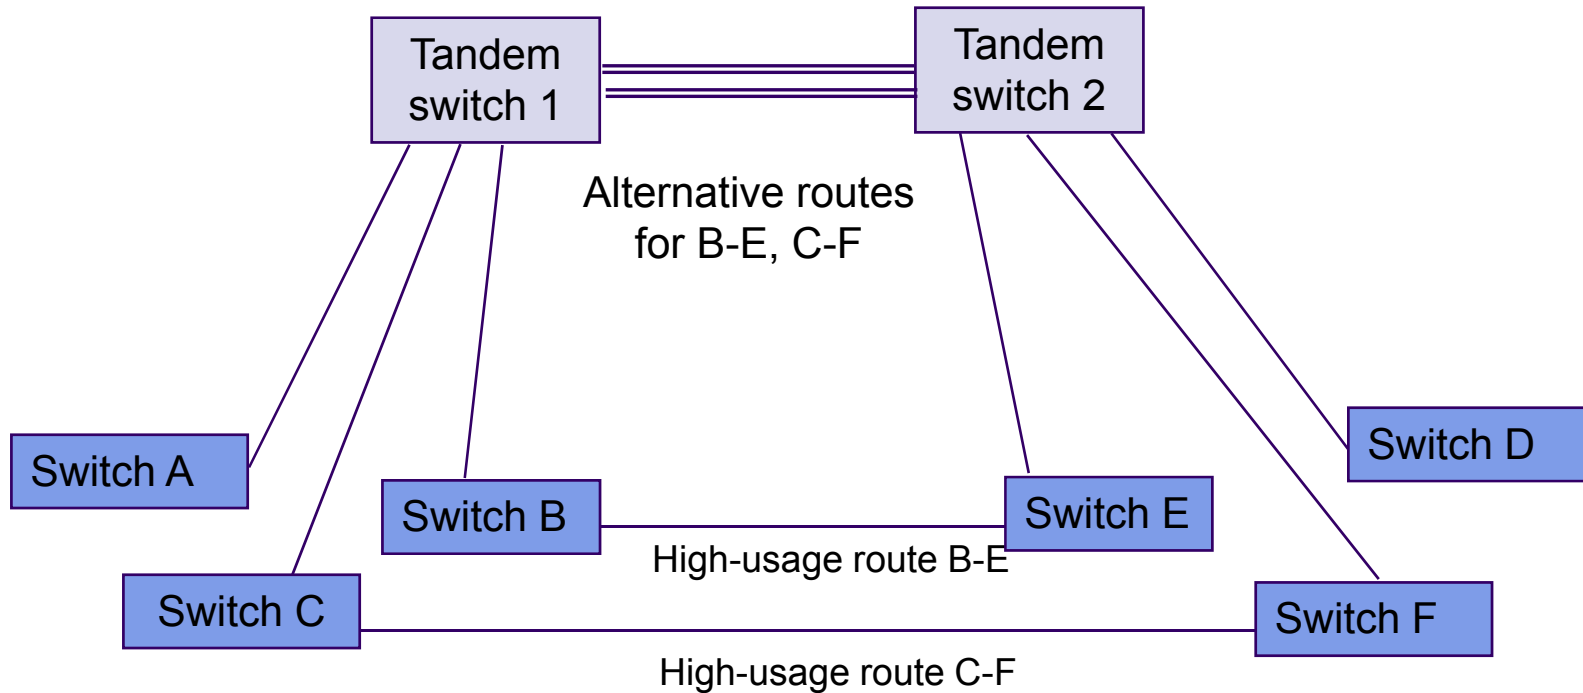 Tandem
switch 1
Tandem
switch 2
Alternative routes
for B-E, C-F
Switch A
Switch B
Switch E
Switch D
High-usage route B-E
Switch C
Switch F
High-usage route C-F